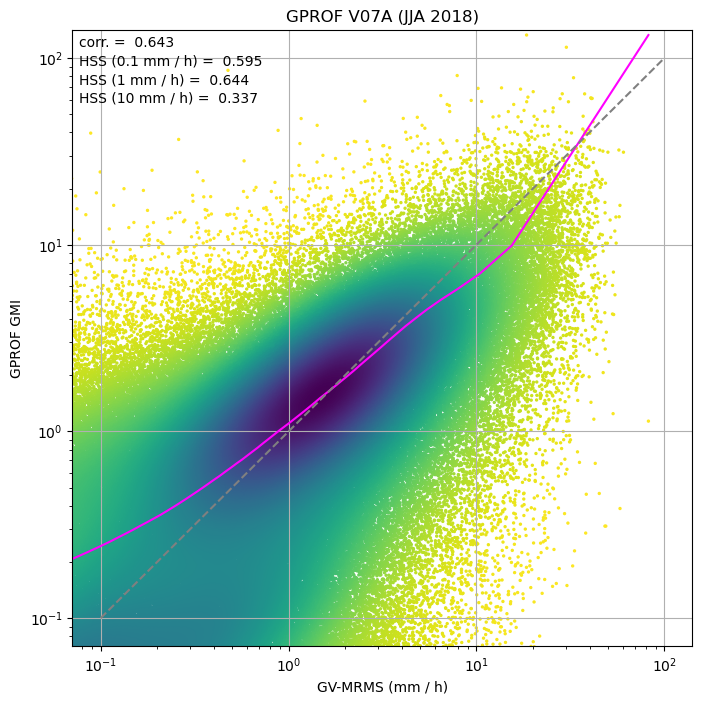 GPROF V07A (JJA 2018)
corr. =  0.643
HSS (0.1 mm / h) =  0.595
HSS (1 mm / h) =  0.644
HSS (10 mm / h) =  0.337
10²
10¹
10⁰
10⁻¹
GPROF GMI
10⁻¹ 10⁰ 10¹ 10²
GV-MRMS (mm / h)